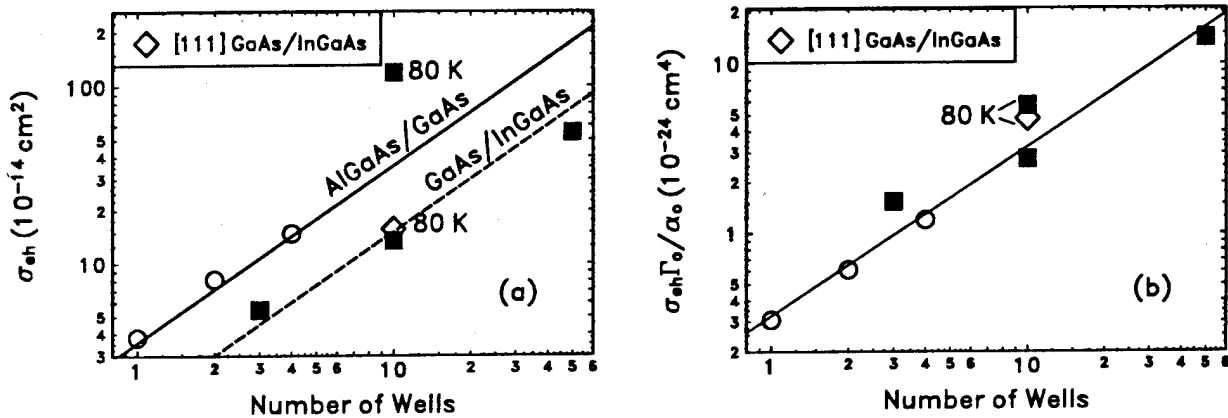 [111] GaAs/InGaAs
2
100
5
4
3
2
10
5
4
3
σeh (10⁻¹⁴ cm²)
80 K
AlGaAs/GaAs
GaAs/InGaAs
80 K
(a)
1 2 3 4 5 10 2 3 4 5 6
Number of Wells
[111] GaAs/InGaAs
2
10
5
4
3
2
1
5
4
3
2
σehΓo/αo (10⁻²⁴ cm⁴)
80 K
(b)
1 2 3 4 5 10 2 3 4 5 6
Number of Wells